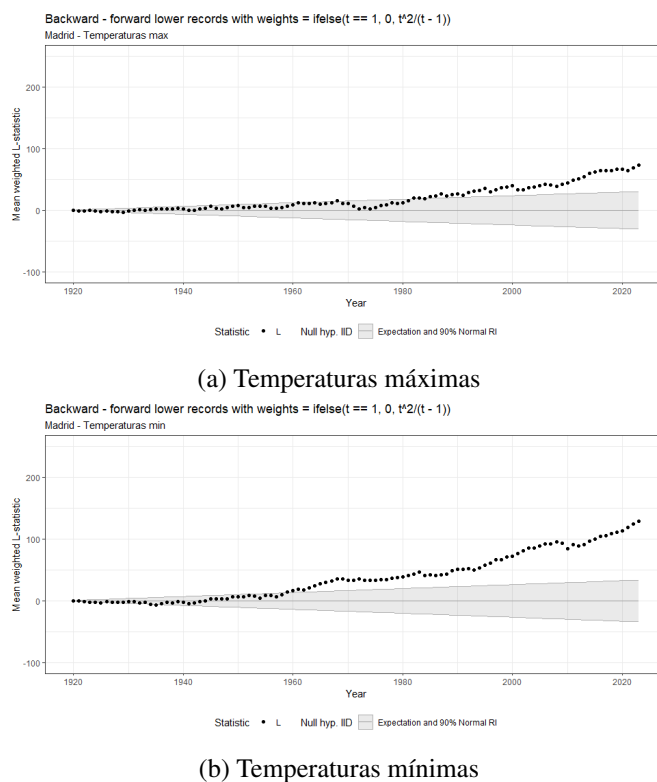 Backward - forward lower records with weights = ifelse(t == 1, 0, t^2/(t - 1))
Madrid - Temperaturas max
Mean weighted L-statistic
200
100
0
-100
1920 1940 1960 1980 2000 2020
Year
Statistic • L Null hyp. IID Expectation and 90% Normal RI
(a) Temperaturas máximas
Backward - forward lower records with weights = ifelse(t == 1, 0, t^2/(t - 1))
Madrid - Temperaturas min
Mean weighted L-statistic
200
100
0
-100
1920 1940 1960 1980 2000 2020
Year
Statistic • L Null hyp. IID Expectation and 90% Normal RI
(b) Temperaturas mínimas